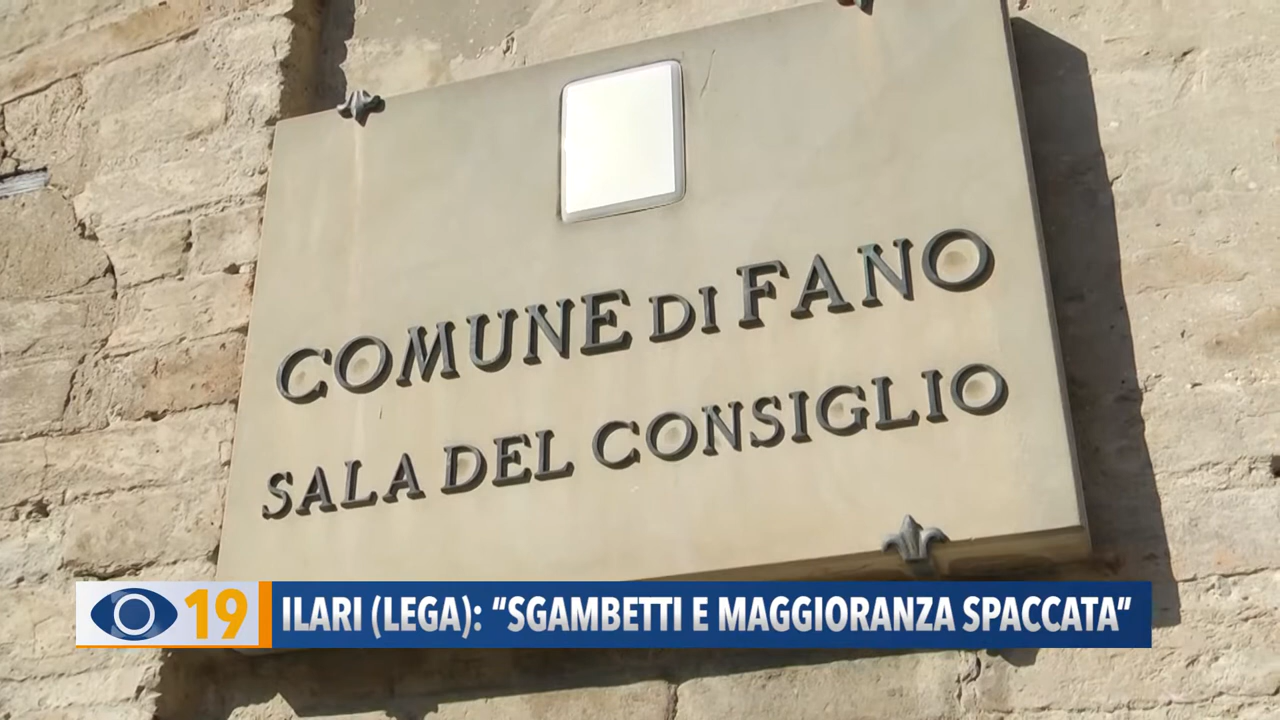 COMUNE DI FANO
SALA DEL CONSIGLIO
19 ILARI (LEGA): “SGAMBETTI E MAGGIORANZA SPACCATA”